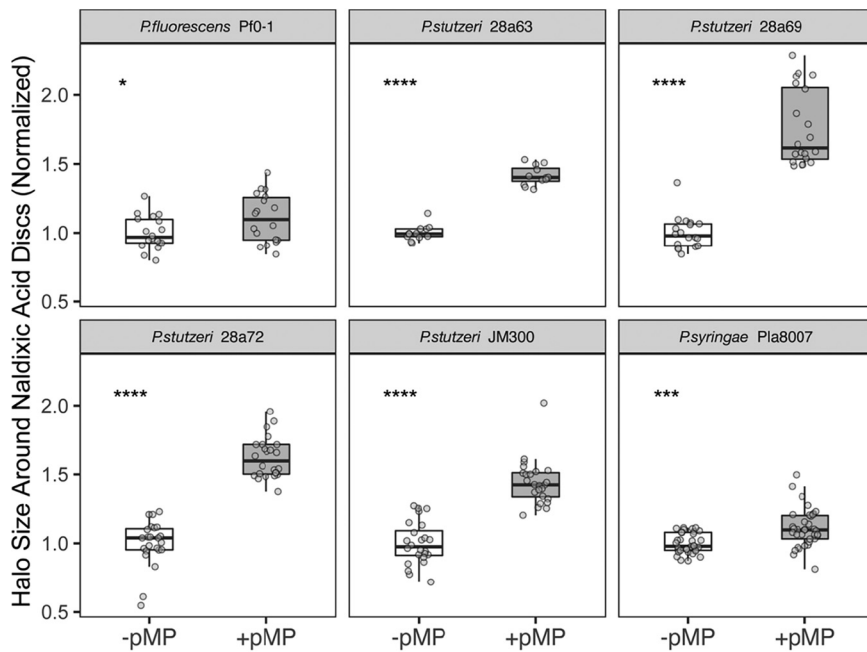 Halo Size Around Naldixic Acid Discs (Normalized)
P.fluorescens Pf0-1
P.stutzeri 28a63
P.stutzeri 28a69
*
****
****
2.0
1.5
1.0
0.5
P.stutzeri 28a72
P.stutzeri JM300
P.syringae Pla8007
****
****
***
2.0
1.5
1.0
0.5
-pMP +pMP
-pMP +pMP
-pMP +pMP